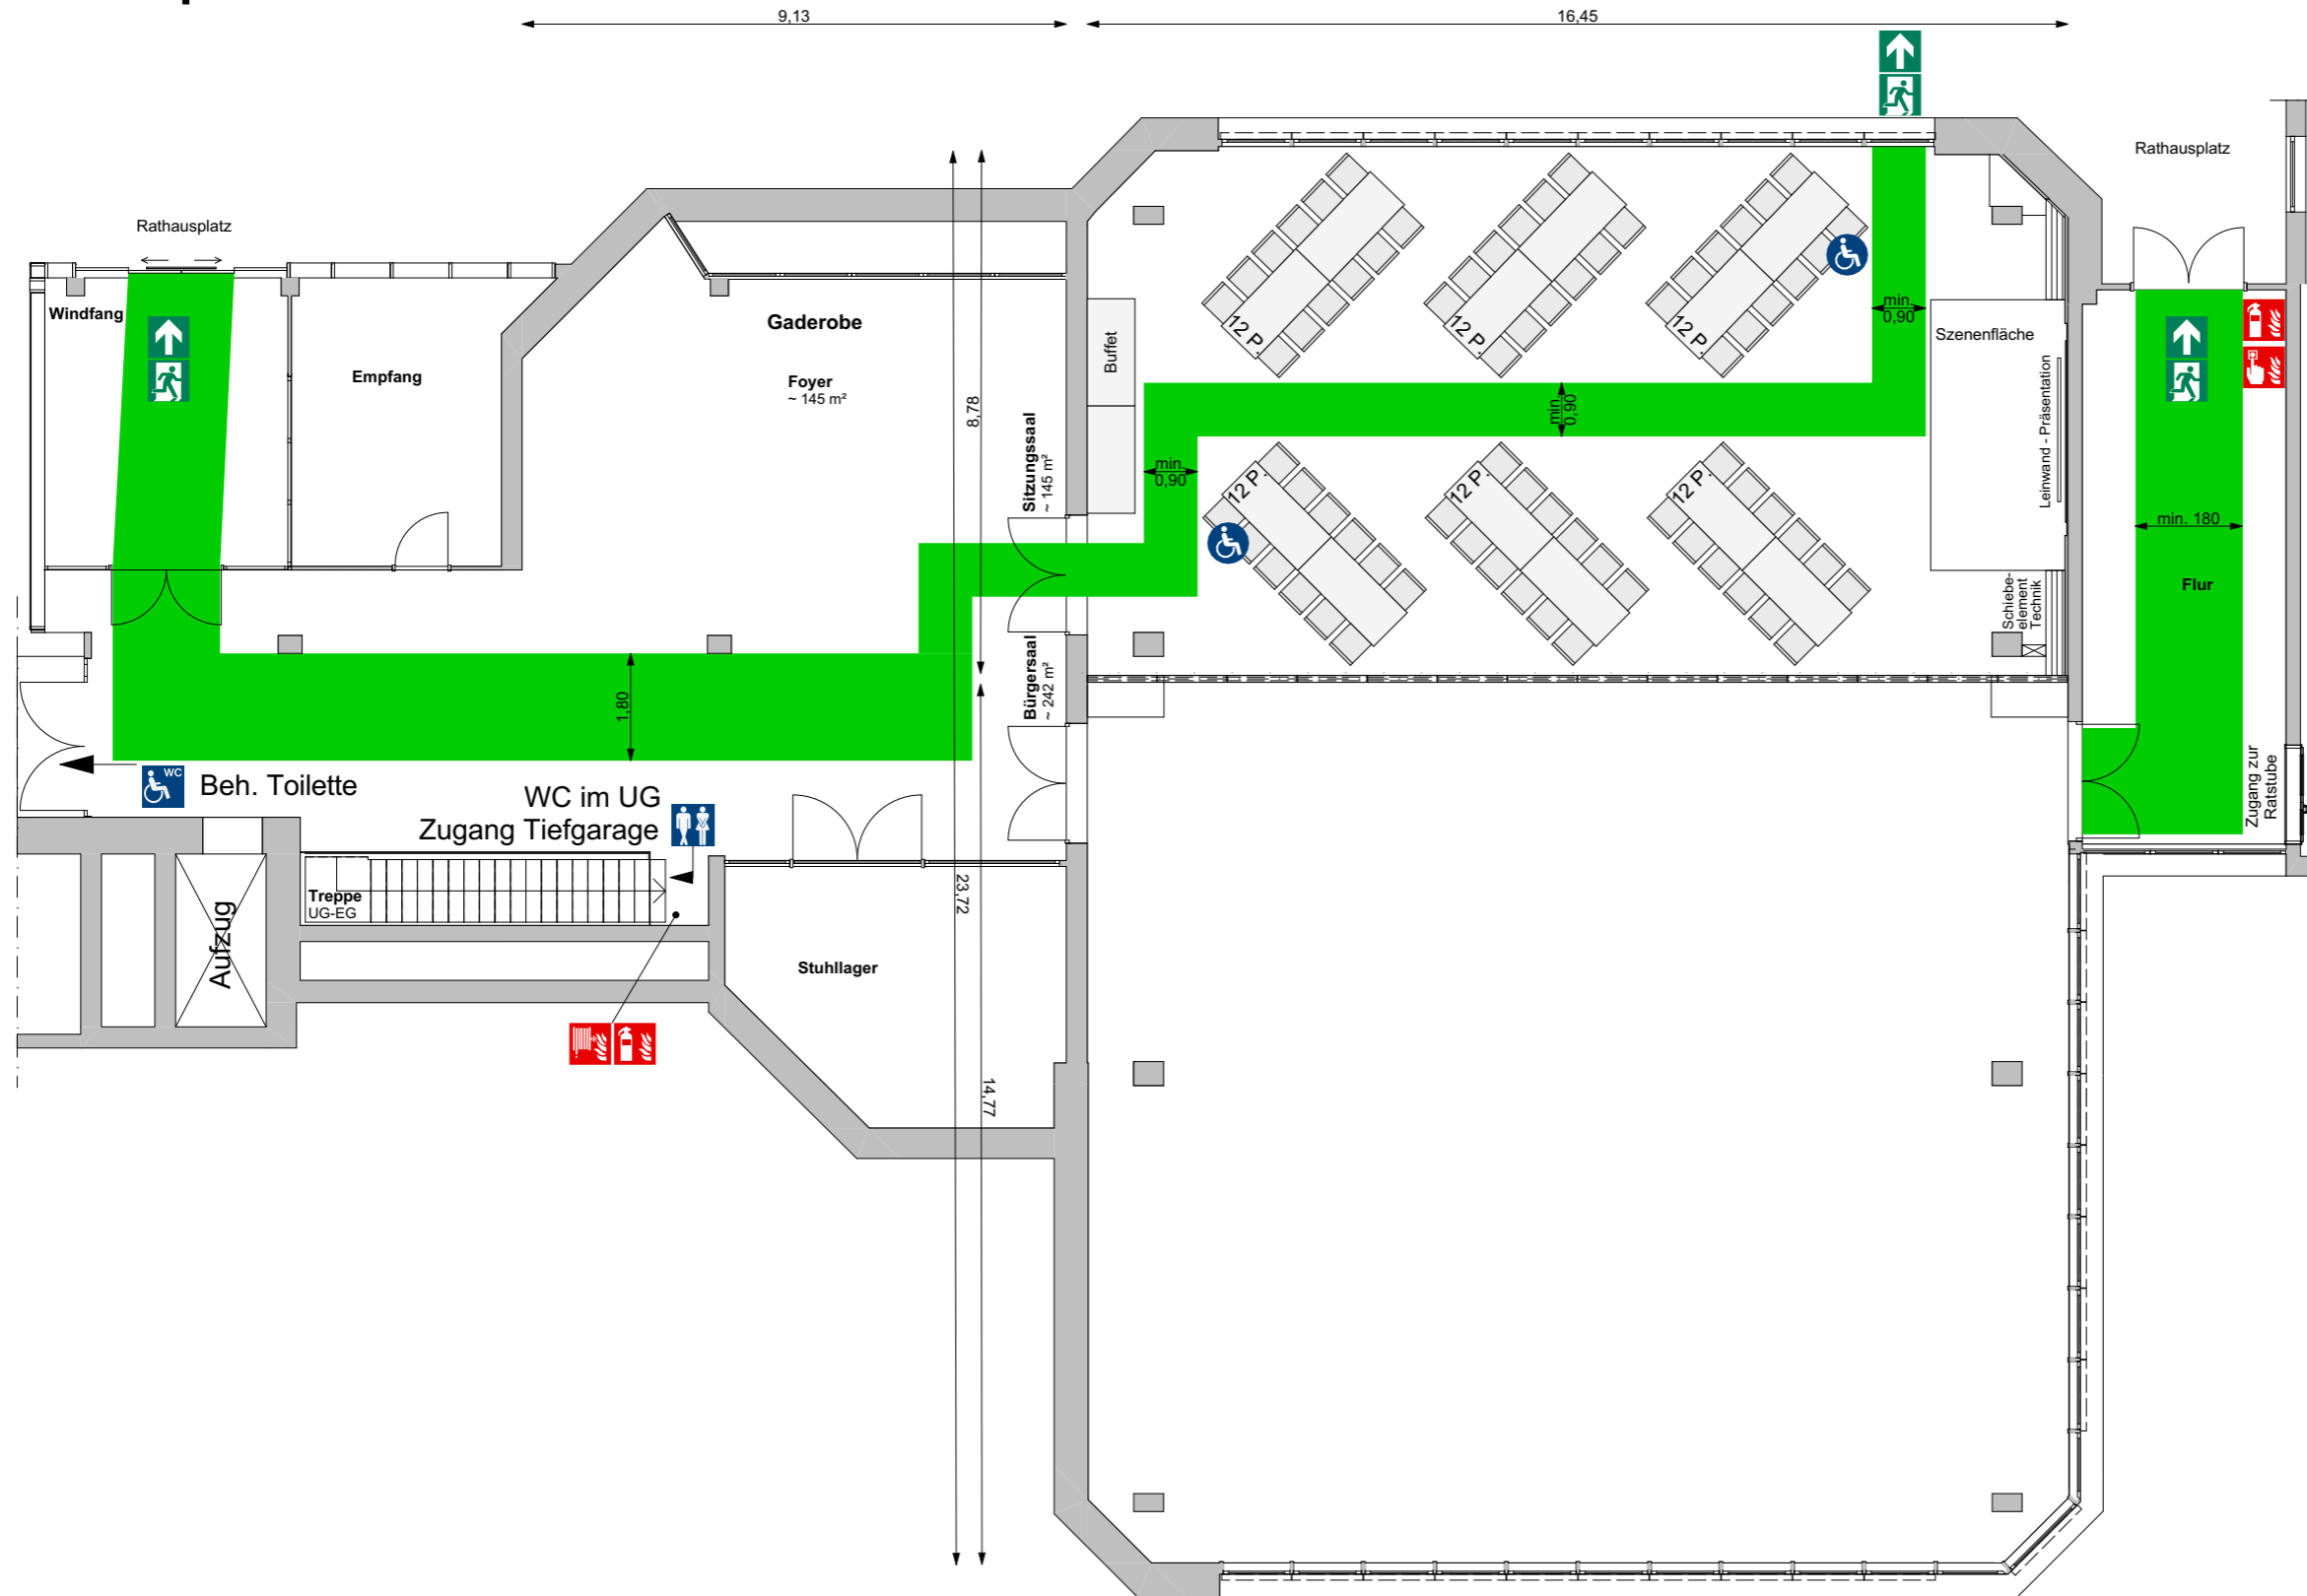 9,13
16,45
Rathausplatz
Rathausplatz
Windfang
Gaderobe
Empfang
Foyer
~ 145 m²
8,78
Sitzungssaal
~ 145 m²
Buffet
12 P.
12 P.
12 P.
min.
0,90
Szenenfläche
Leinwand - Präsentation
min.
0,90
min.
0,90
12 P.
12 P.
12 P.
min. 180
Flur
Schiebe-
element
Technik
Bürgersaal
~ 242 m²
1,80
Zugang zur
Ratstube
WC
Beh. Toilette
WC im UG
Zugang Tiefgarage
Treppe
UG-EG
23,72
Aufzug
Stuhllager
14,77